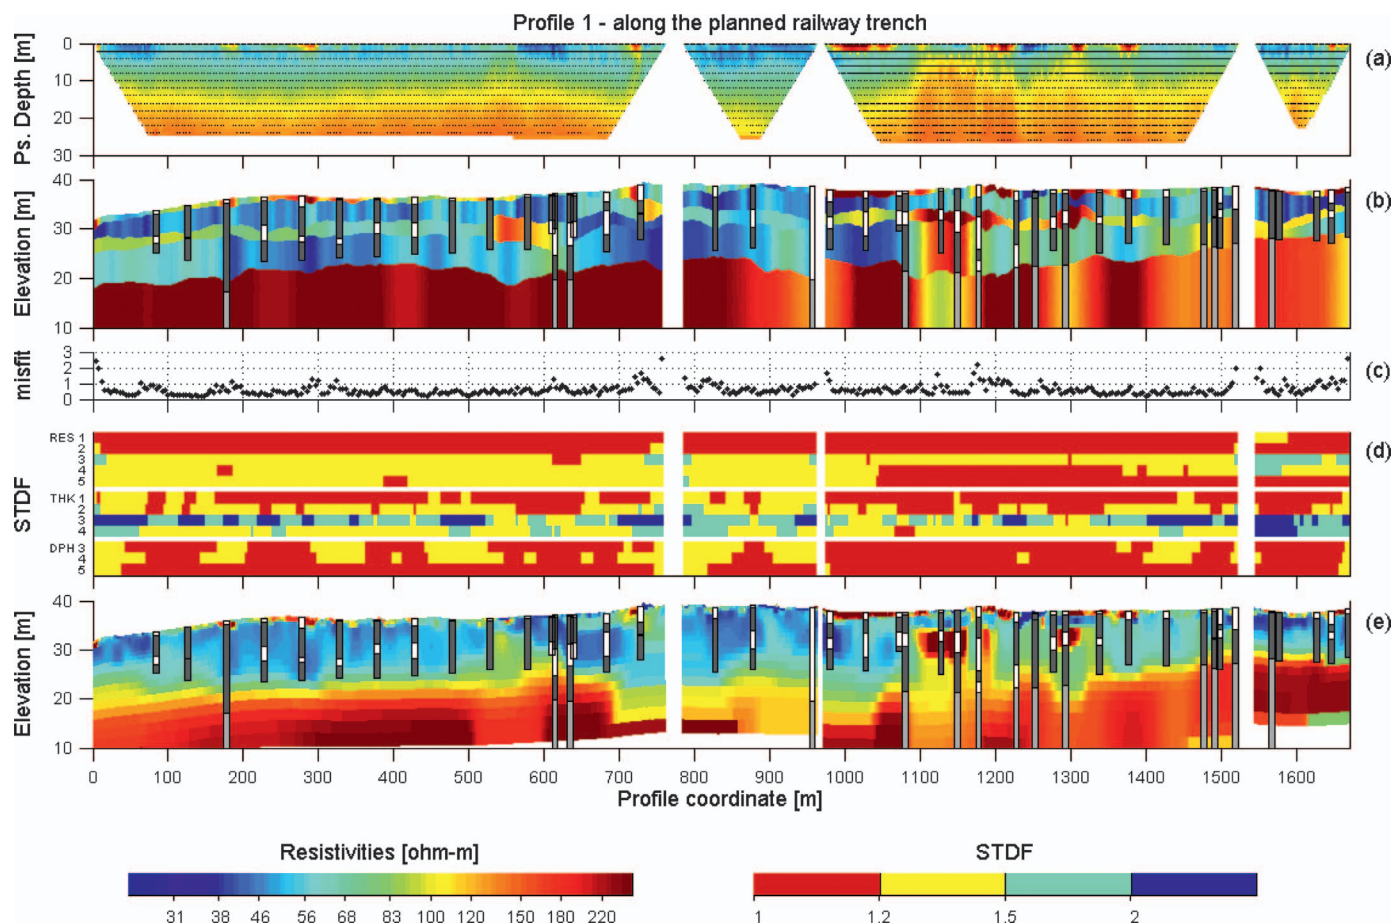 Profile 1 - along the planned railway trench
Ps. Depth [m]
0
10
20
30
(a)
Elevation [m]
40
30
20
10
(b)
misfit
3
2
1
0
(c)
STDF
RES 1
2
3
4
5
THK 1
2
3
4
DPH 3
4
5
(d)
Elevation [m]
40
30
20
10
(e)
0 100 200 300 400 500 600 700 800 900 1000 1100 1200 1300 1400 1500 1600
Profile coordinate [m]
Resistivities [ohm-m]
31 38 46 56 68 83 100 120 150 180 220
STDF
1 1.2 1.5 2